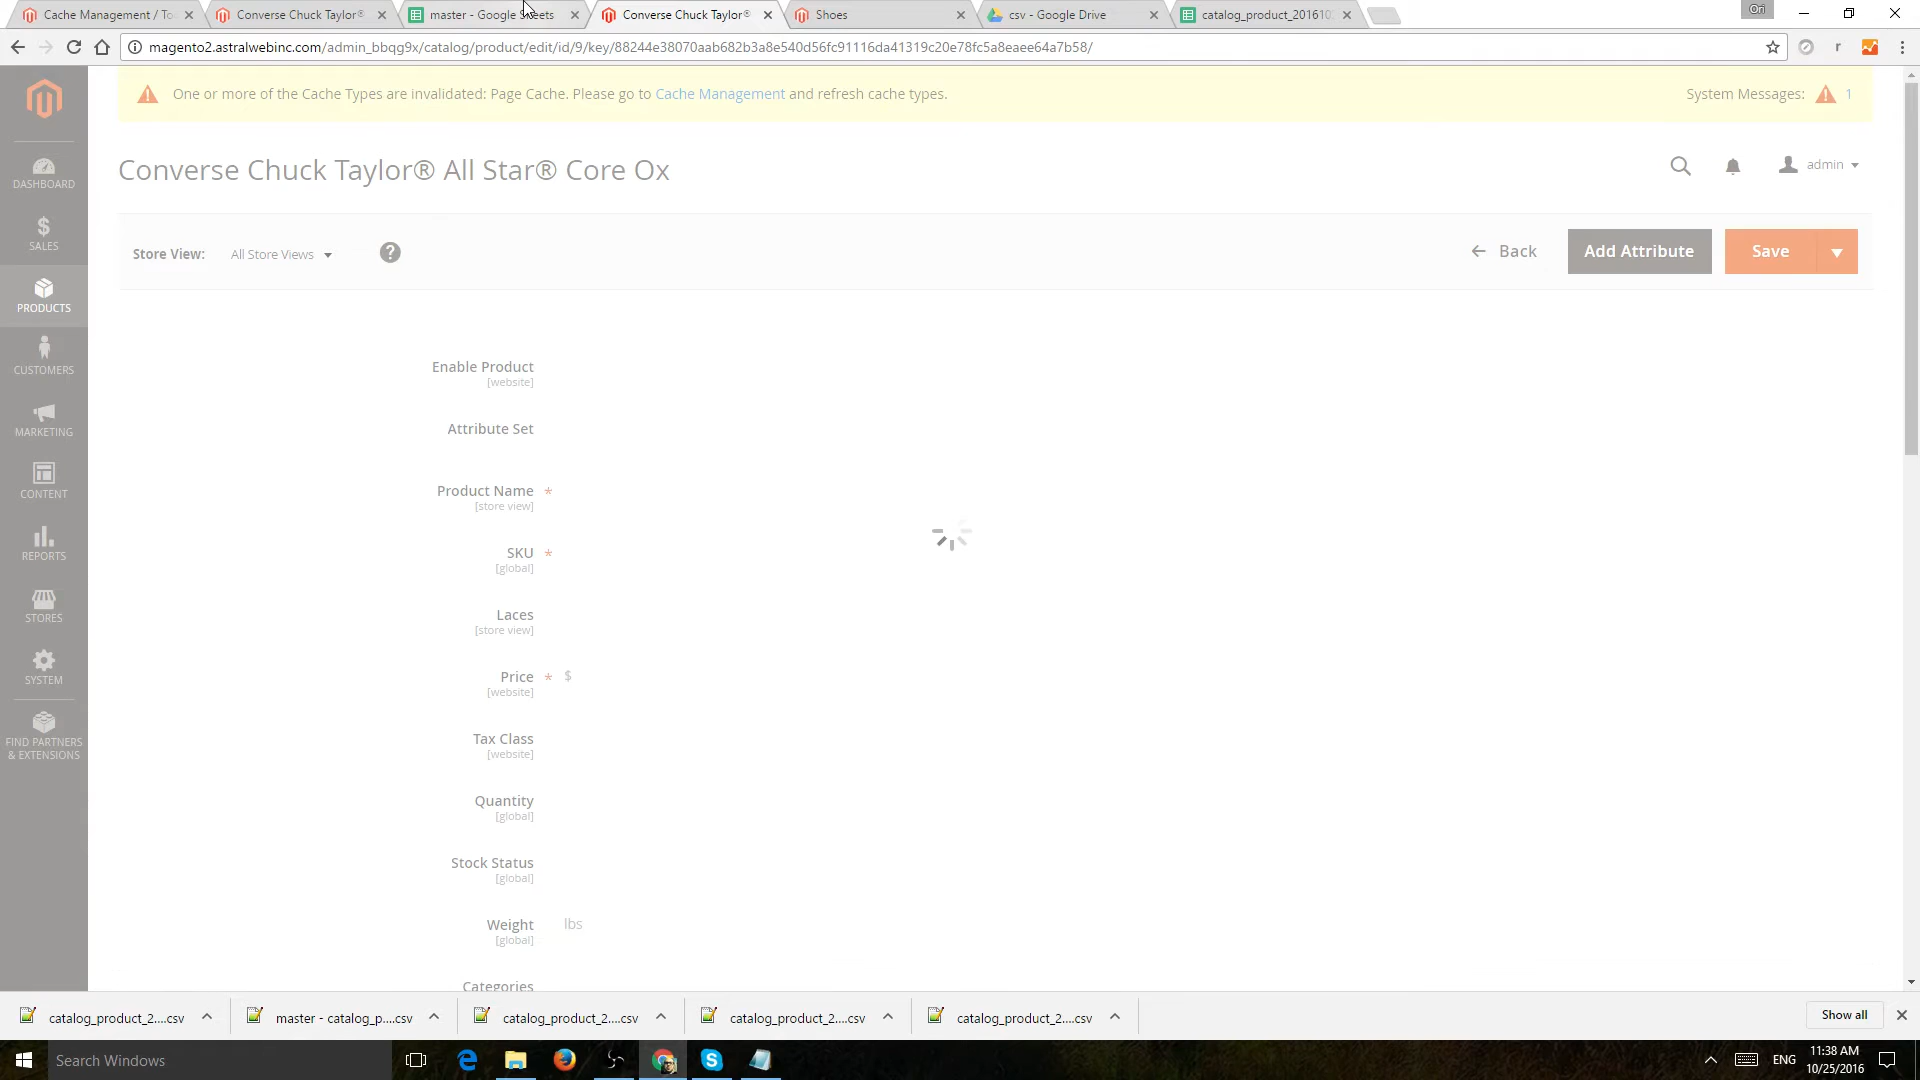 Cache Management / To
Converse Chuck Taylor®
master - Google Sheets
Converse Chuck Taylor®
Shoes
csv - Google Drive
catalog_product_201610
Ori
magento2.astralwebinc.com/admin_bbqg9x/catalog/product/edit/id/9/key/88244e38070aab682b3a8e540d56fc91116da41319c20e78fc5a8eaee64a7b58/
One or more of the Cache Types are invalidated: Page Cache. Please go to Cache Management and refresh cache types.
System Messages: 1
Converse Chuck Taylor® All Star® Core Ox
admin
Store View: All Store Views ?
Back
Add Attribute
Save
DASHBOARD
$
SALES
PRODUCTS
CUSTOMERS
MARKETING
CONTENT
REPORTS
STORES
SYSTEM
FIND PARTNERS
& EXTENSIONS
Enable Product
[website]
Attribute Set
Product Name *
[store view]
SKU *
[global]
Laces
[store view]
Price * $
[website]
Tax Class
[website]
Quantity
[global]
Stock Status
[global]
Weight lbs
[global]
Categories
catalog_product_2....csv
master - catalog_p....csv
catalog_product_2....csv
catalog_product_2....csv
catalog_product_2....csv
Show all
Search Windows
ENG
11:38 AM
10/25/2016